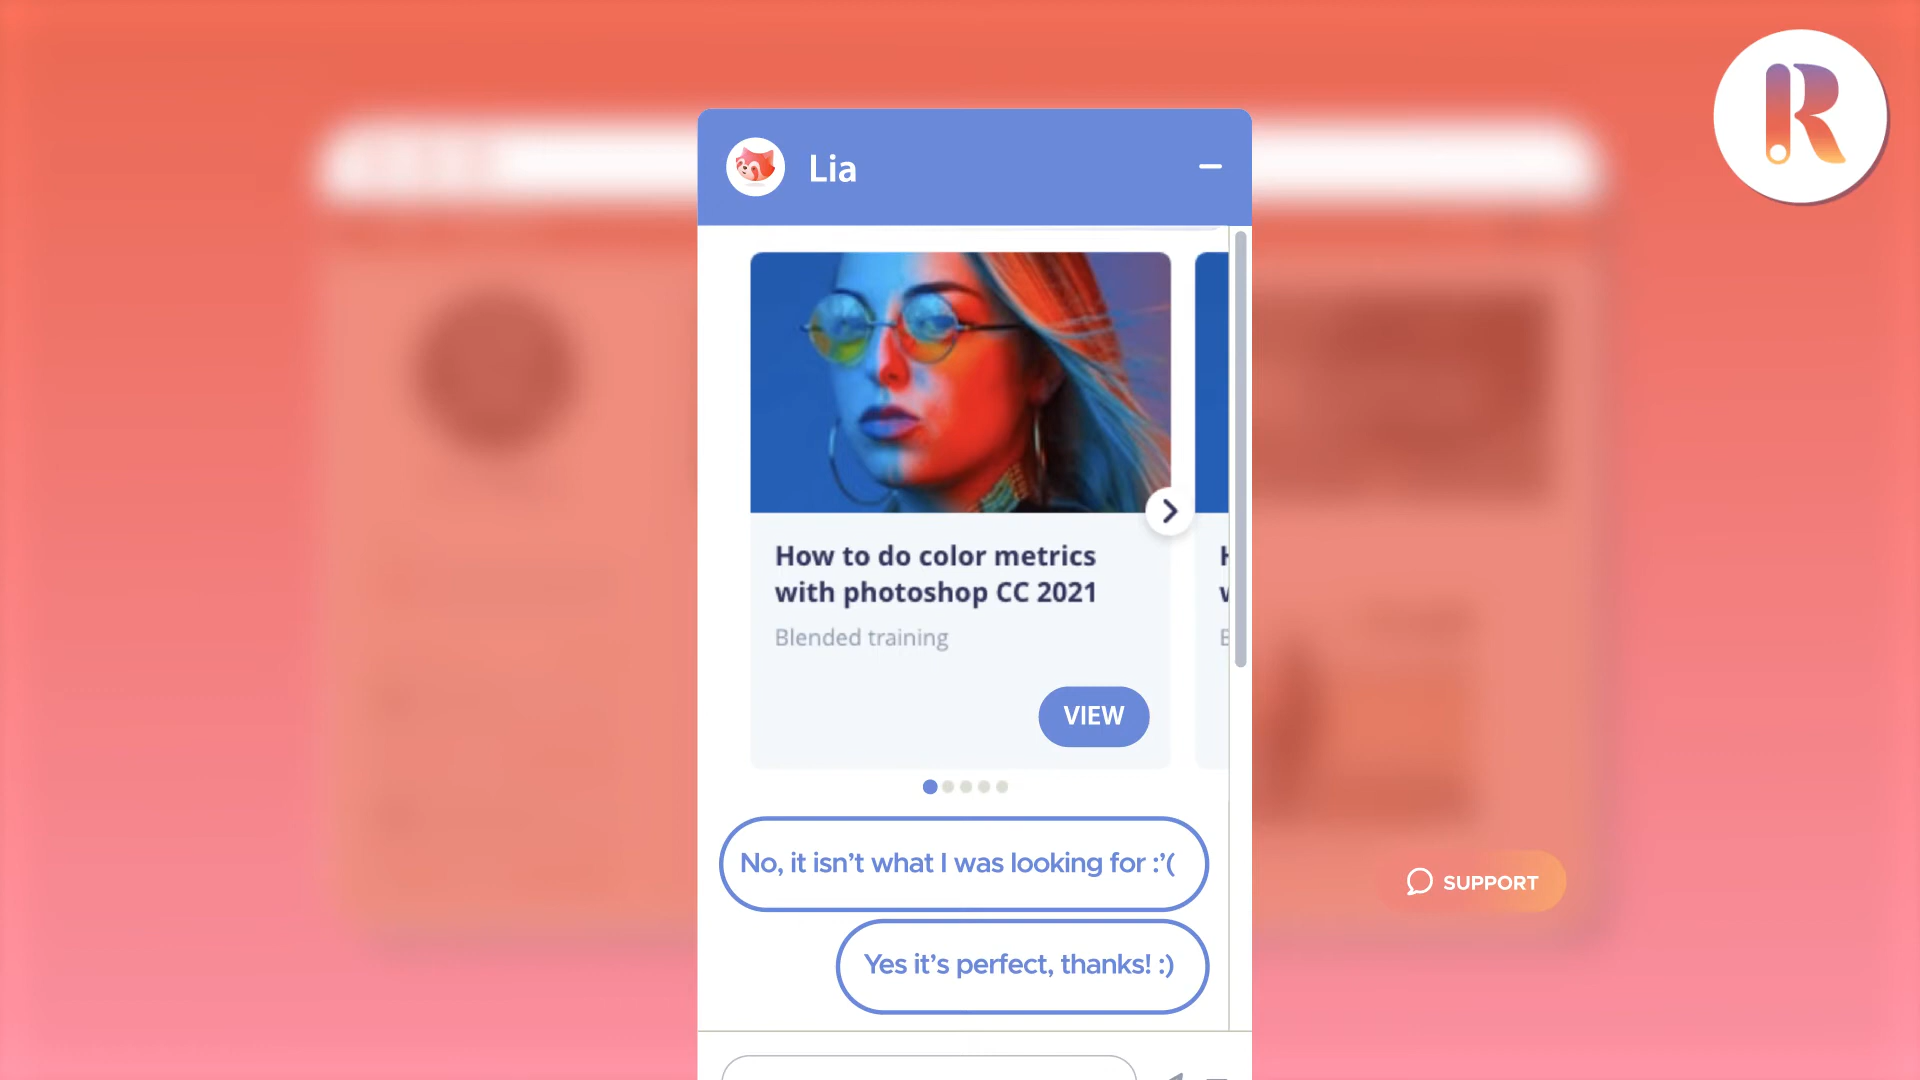 R
Lia
How to do color metrics
with photoshop CC 2021
Blended training
VIEW
No, it isn’t what I was looking for :’(
Yes it’s perfect, thanks! :)
SUPPORT